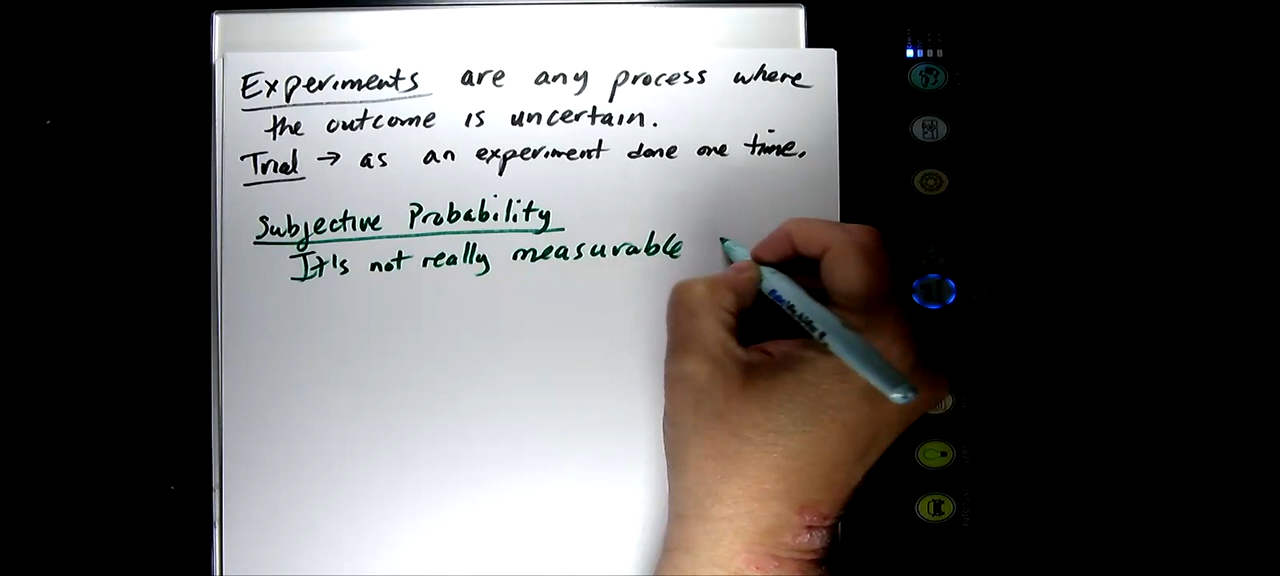 Experiments are any process where
the outcome is uncertain.
Trial → as an experiment done one time.
Subjective Probability
It's not really measurable